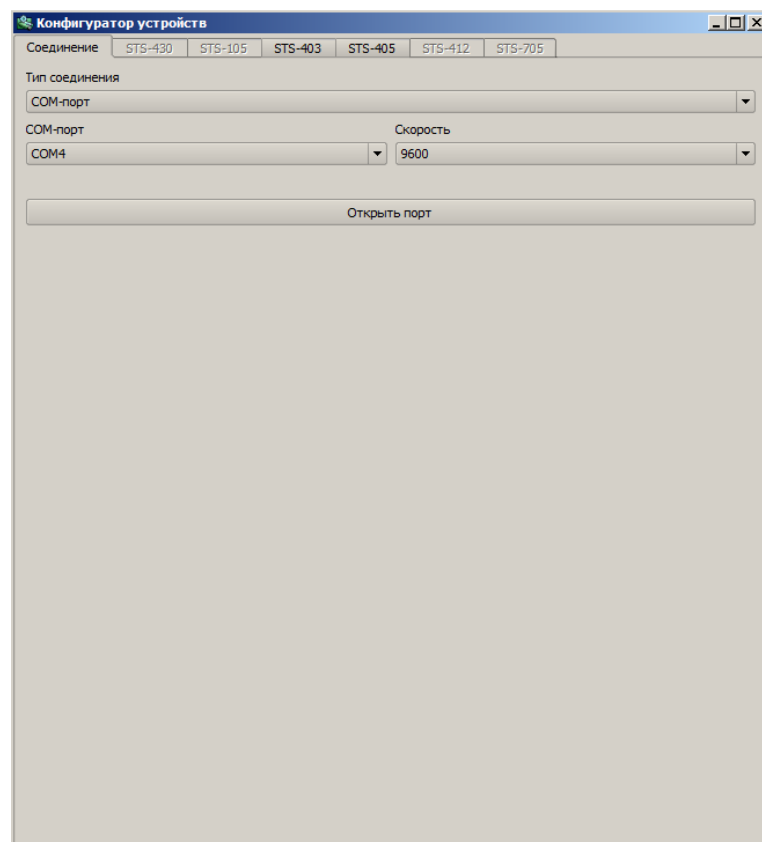 Конфигуратор устройств
Соединение STS-430 STS-105 STS-403 STS-405 STS-412 STS-705
Тип соединения
COM-порт
COM-порт Скорость
COM4 9600
Открыть порт